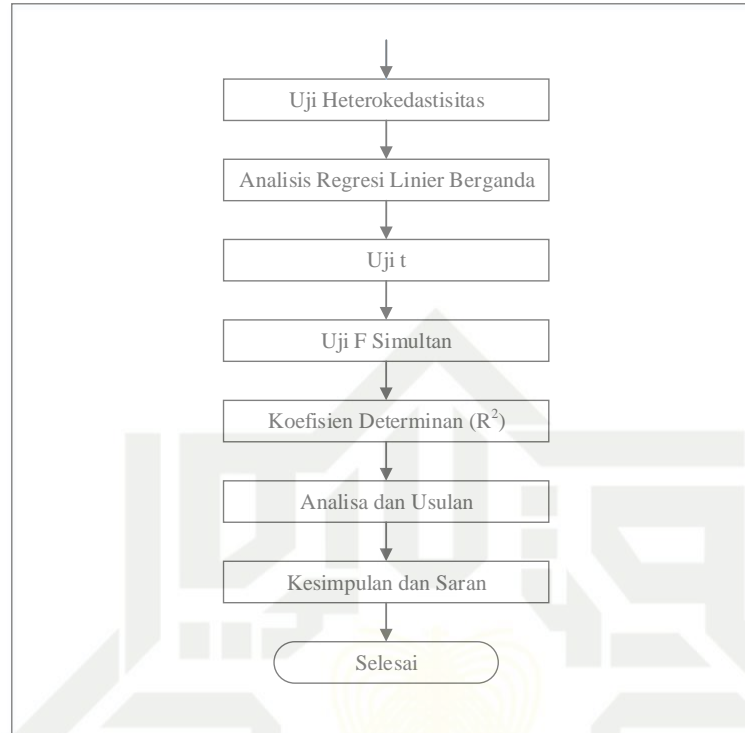 Uji Heterokedastisitas
Analisis Regresi Linier Berganda
Uji t
Uji F Simultan
Koefisien Determinan (R²)
Analisa dan Usulan
Kesimpulan dan Saran
Selesai